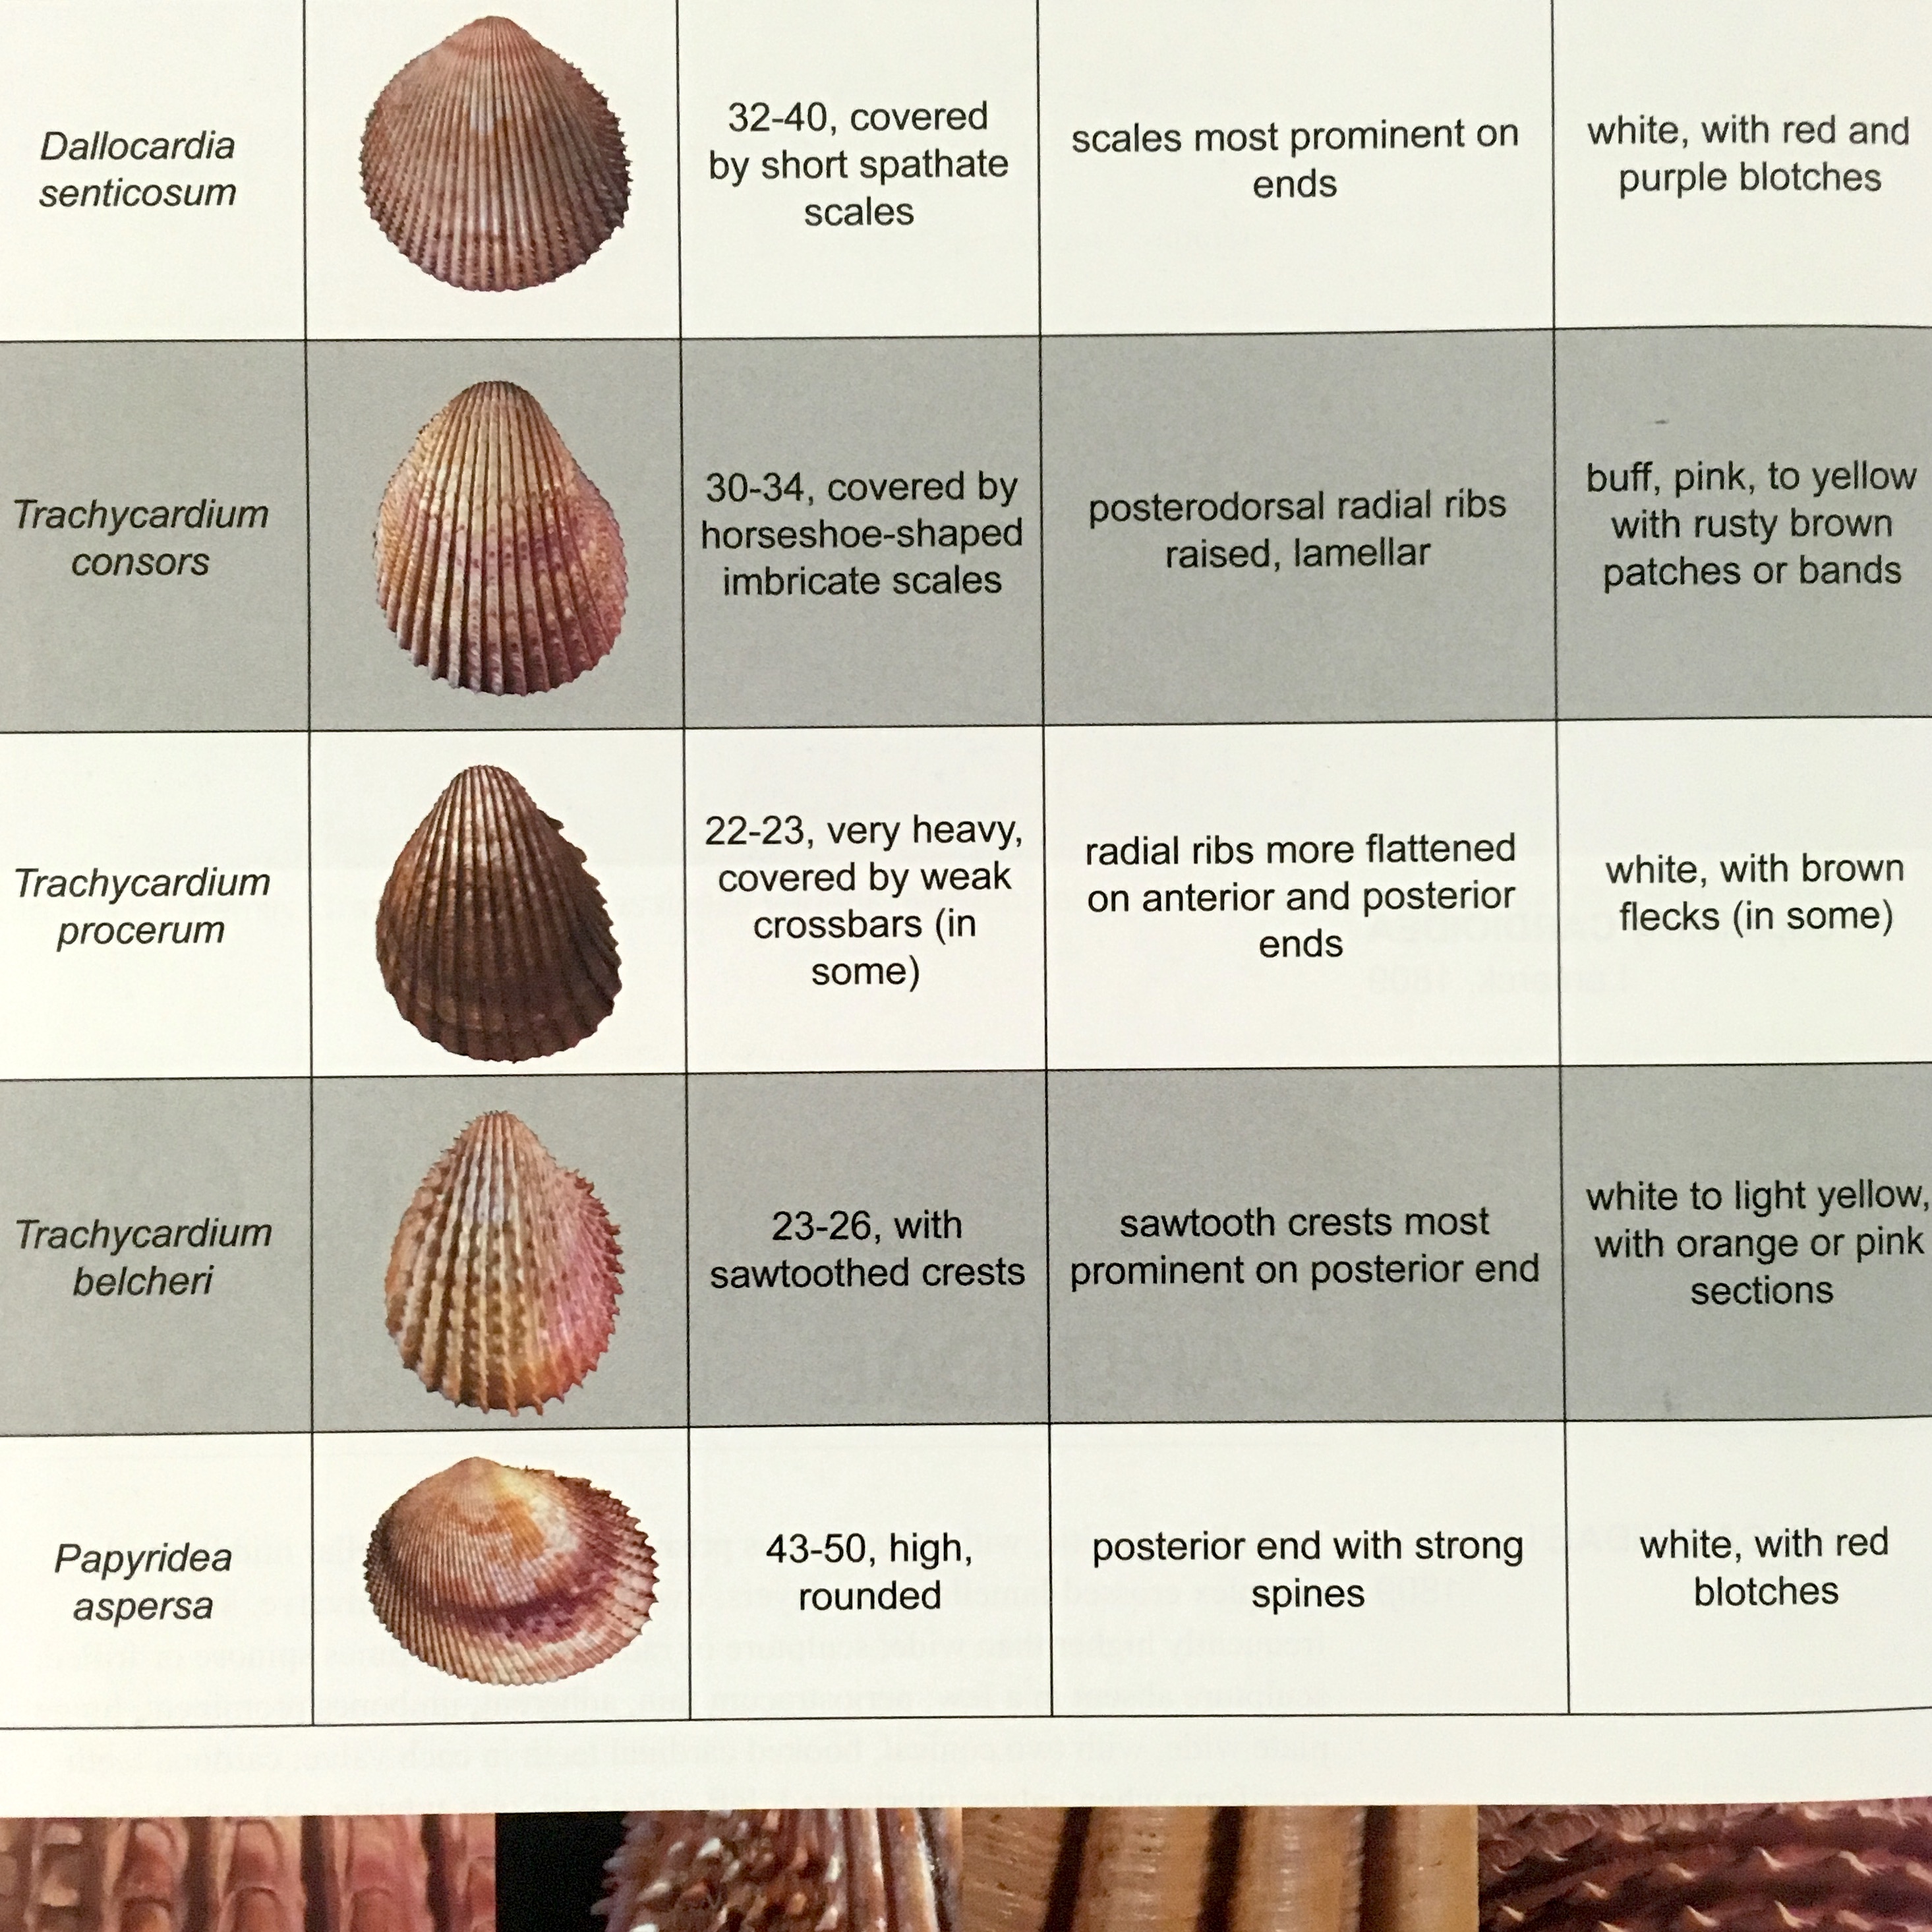 Dallocardia
senticosum
32-40, covered
by short spathate
scales
scales most prominent on
ends
white, with red and
purple blotches
Trachycardium
consors
30-34, covered by
horseshoe-shaped
imbricate scales
posterodorsal radial ribs
raised, lamellar
buff, pink, to yellow
with rusty brown
patches or bands
Trachycardium
procerum
22-23, very heavy,
covered by weak
crossbars (in
some)
radial ribs more flattened
on anterior and posterior
ends
white, with brown
flecks (in some)
Trachycardium
belcheri
23-26, with
sawtoothed crests
sawtooth crests most
prominent on posterior end
white to light yellow,
with orange or pink
sections
Papyridea
aspersa
43-50, high,
rounded
posterior end with strong
spines
white, with red
blotches